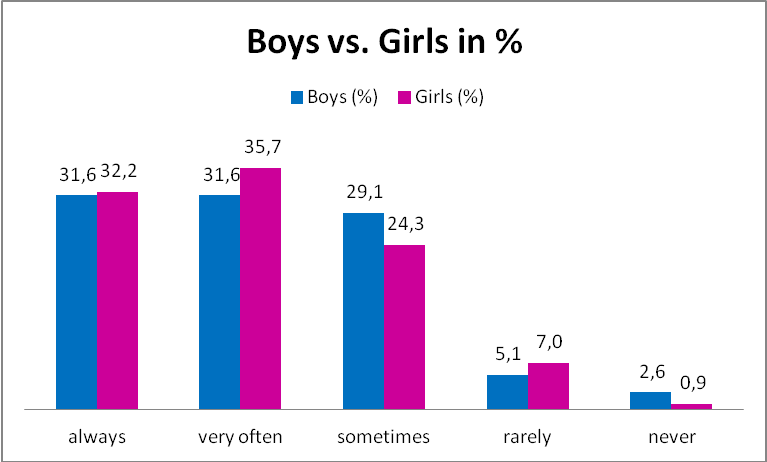 Boys vs. Girls in %
Boys (%) Girls (%)
31,6 32,2 31,6 35,7 29,1 24,3 5,1 7,0 2,6 0,9
always very often sometimes rarely never